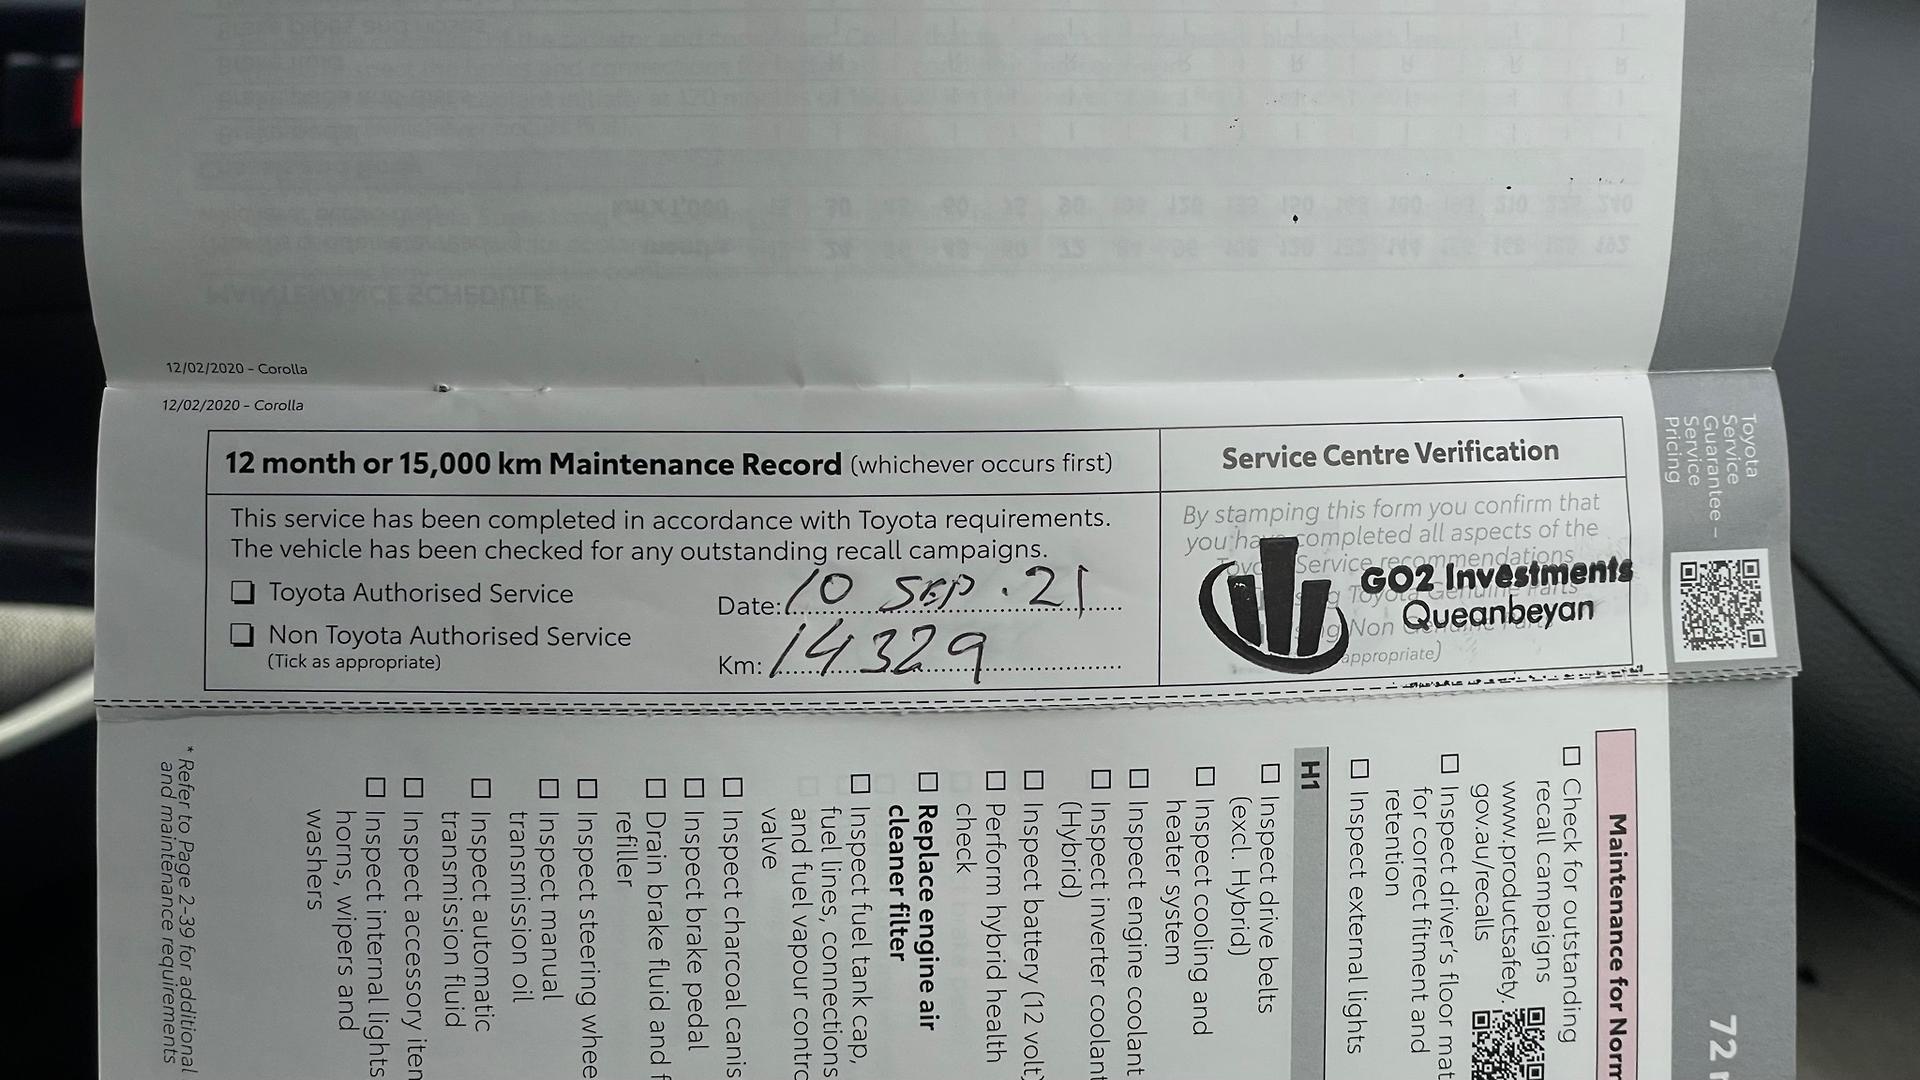 12/02/2020 – Corolla
12/02/2020 – Corolla
12 month or 15,000 km Maintenance Record (whichever occurs first)
This service has been completed in accordance with Toyota requirements.
The vehicle has been checked for any outstanding recall campaigns.
Toyota Authorised Service
Non Toyota Authorised Service
(Tick as appropriate)
Date: 10 SEP . 21
Km: 14329
Service Centre Verification
By stamping this form you confirm that
you have completed all aspects of the
Service recommendations
Toyota Genuine Parts
Non Genuine
appropriate)
GO2 Investments
Queanbeyan
Toyota
Service
Guarantee –
Service
Pricing
72
Maintenance for Norm
Check for outstanding
recall campaigns
www.productsafety.
gov.au/recalls
Inspect driver's floor mat
for correct fitment and
retention
Inspect external lights
H1
Inspect drive belts
(excl. Hybrid)
Inspect cooling and
heater system
Inspect engine coolant
Inspect inverter coolant
(Hybrid)
Inspect battery (12 volt)
Perform hybrid health
check
Replace engine air
cleaner filter
Inspect fuel tank cap,
fuel lines, connections
and fuel vapour contro
valve
Inspect charcoal canis
Inspect brake pedal
Drain brake fluid and f
refiller
Inspect steering whee
Inspect manual
transmission oil
Inspect automatic
transmission fluid
Inspect accessory iten
Inspect internal lights
horns, wipers and
washers
* Refer to Page 2-39 for additional
and maintenance requirements